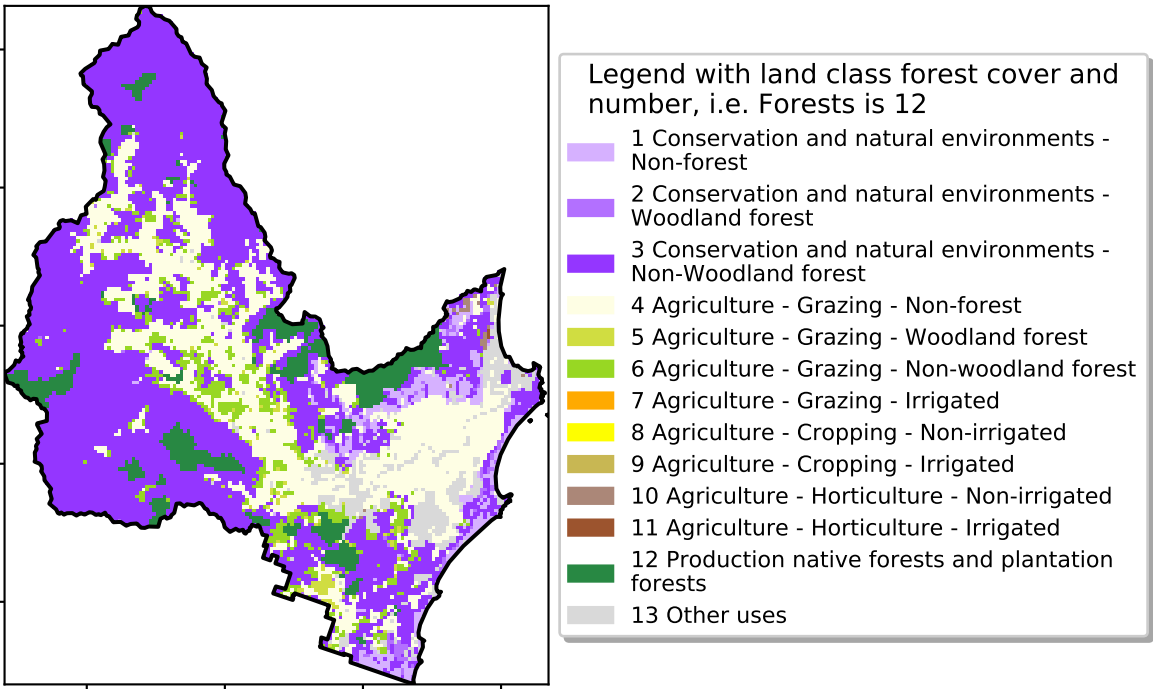 Legend with land class forest cover and
number, i.e. Forests is 12
1 Conservation and natural environments -
Non-forest
2 Conservation and natural environments -
Woodland forest
3 Conservation and natural environments -
Non-Woodland forest
4 Agriculture - Grazing - Non-forest
5 Agriculture - Grazing - Woodland forest
6 Agriculture - Grazing - Non-woodland forest
7 Agriculture - Grazing - Irrigated
8 Agriculture - Cropping - Non-irrigated
9 Agriculture - Cropping - Irrigated
10 Agriculture - Horticulture - Non-irrigated
11 Agriculture - Horticulture - Irrigated
12 Production native forests and plantation
forests
13 Other uses